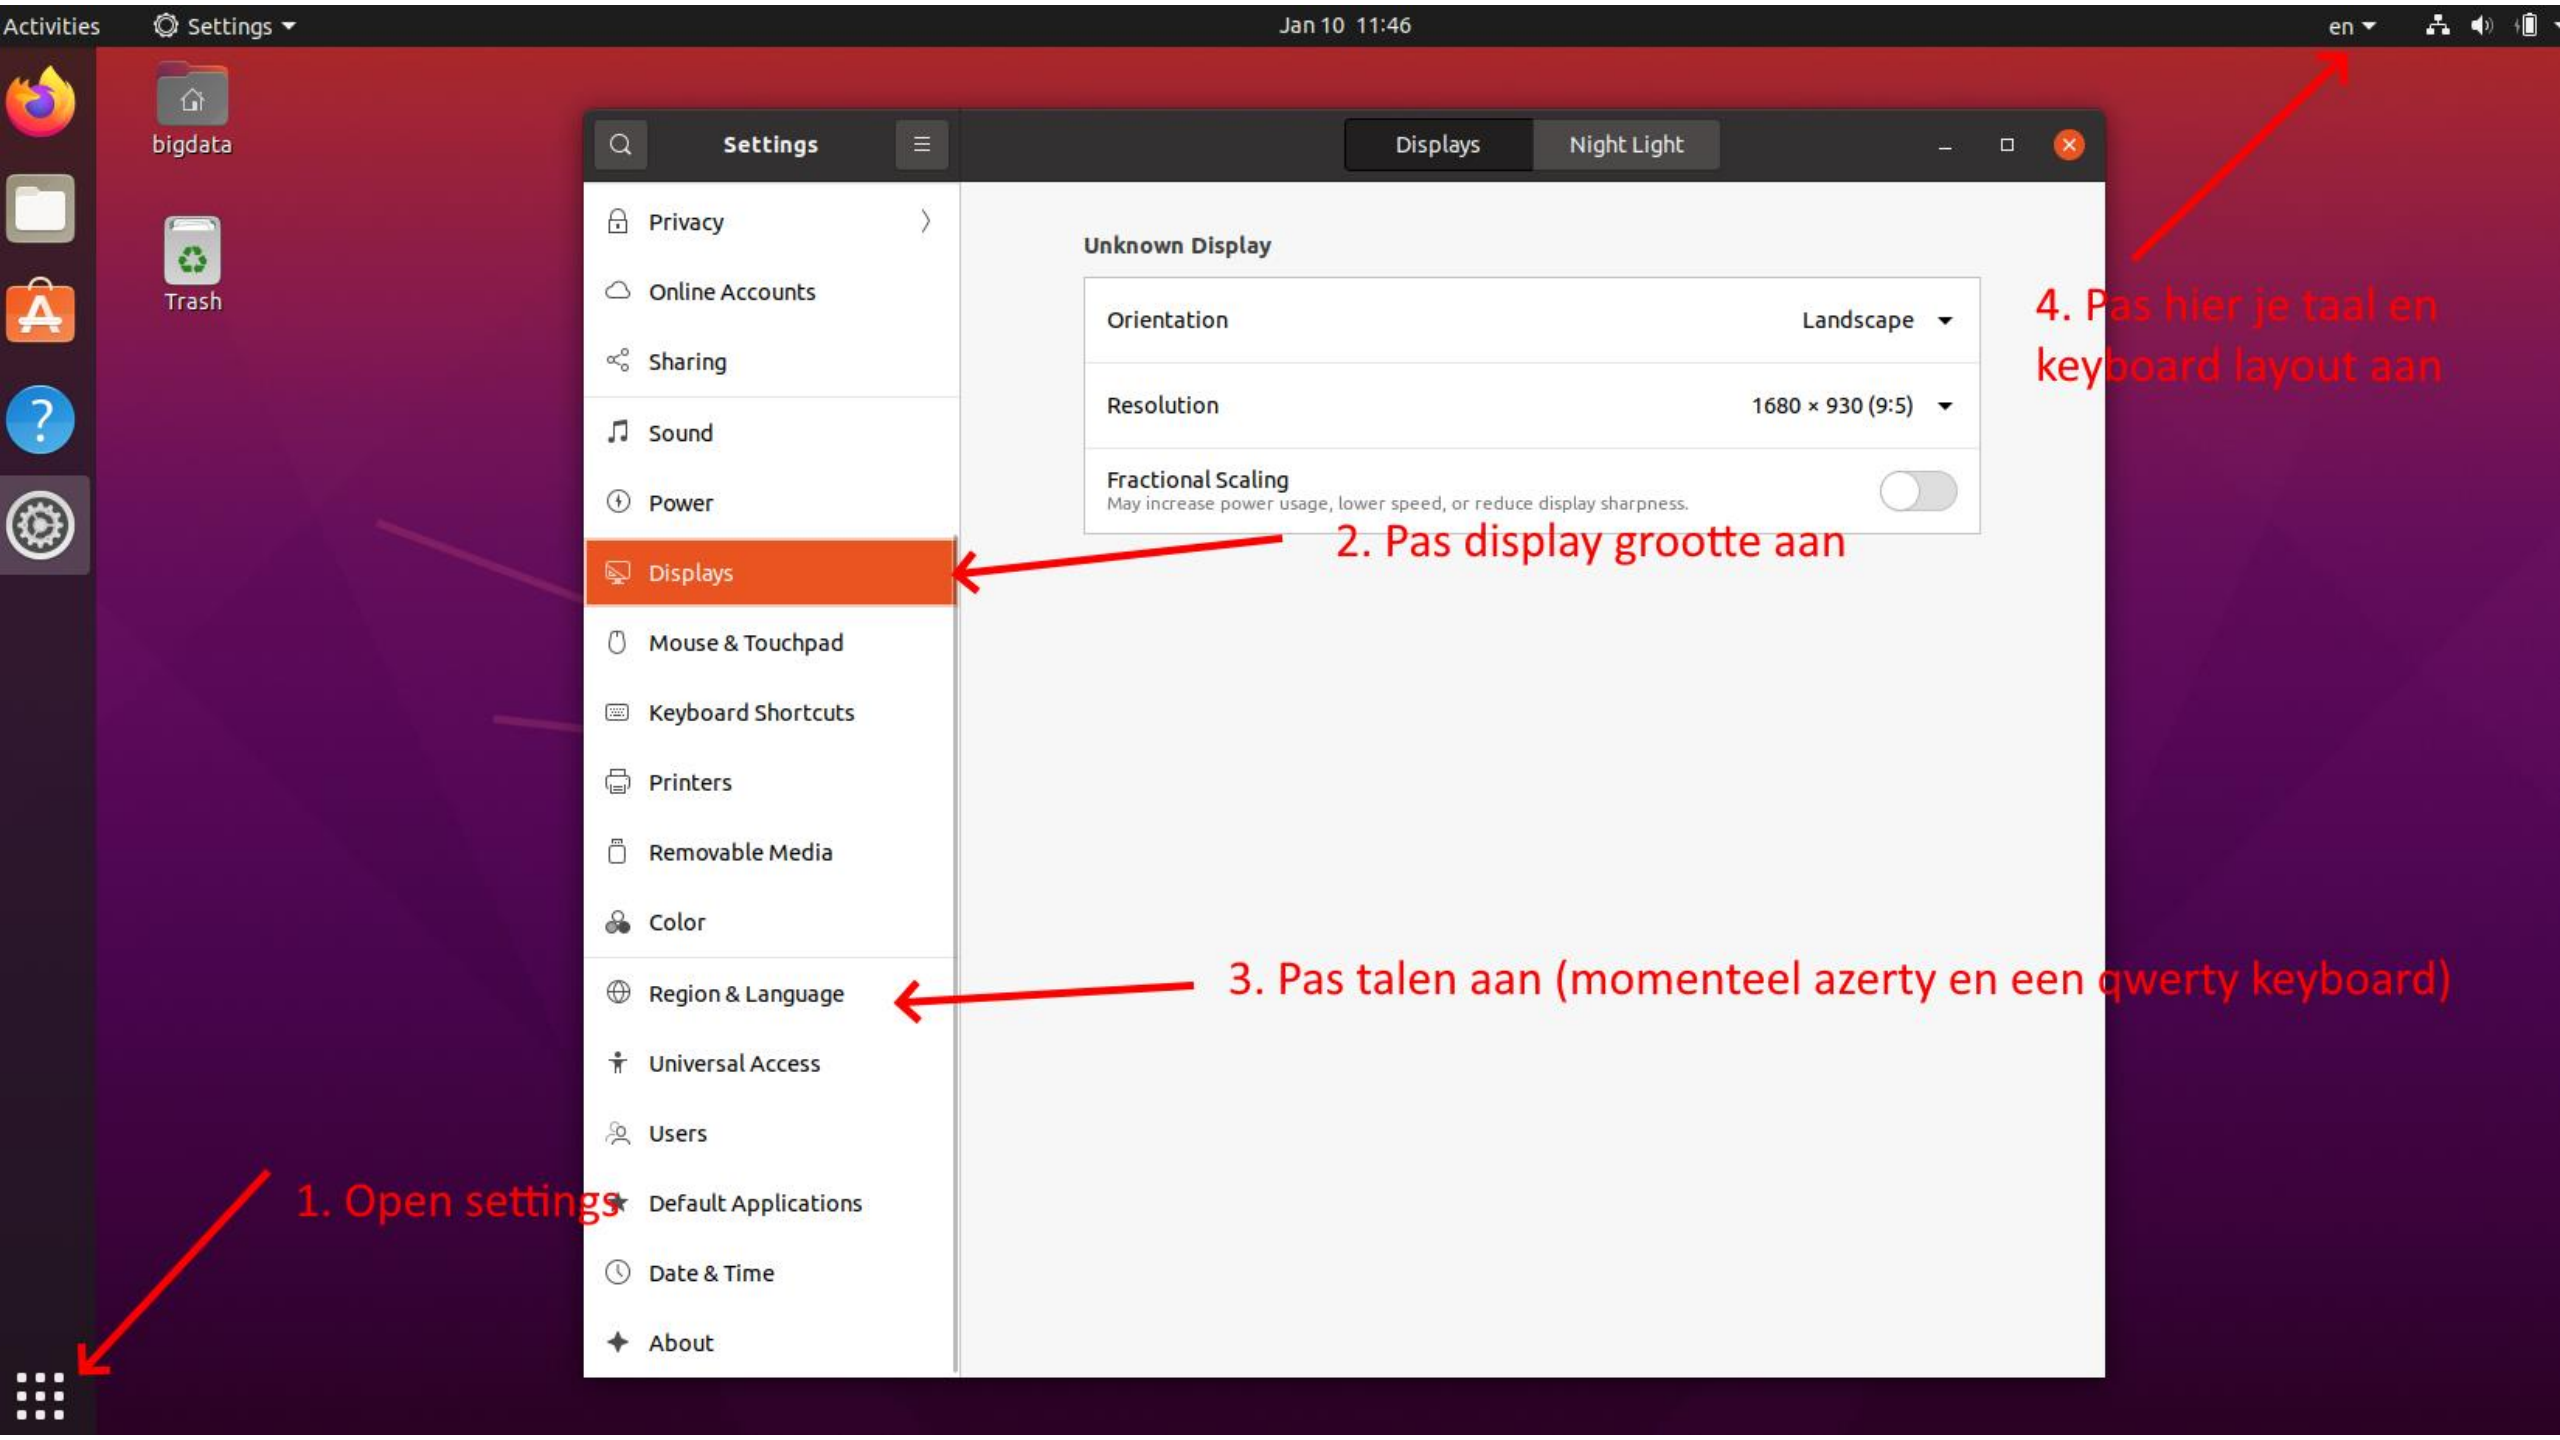 Activities
Settings
Jan 10 11:46
en
bigdata
Trash
Settings
Displays
Night Light
Privacy
Online Accounts
Sharing
Sound
Power
Displays
Mouse & Touchpad
Keyboard Shortcuts
Printers
Removable Media
Color
Region & Language
Universal Access
Users
Default Applications
Date & Time
About
Unknown Display
Orientation
Landscape
Resolution
1680 × 930 (9:5)
Fractional Scaling
May increase power usage, lower speed, or reduce display sharpness.
1. Open settings
2. Pas display grootte aan
3. Pas talen aan (momenteel azerty en een qwerty keyboard)
4. Pas hier je taal en
keyboard layout aan